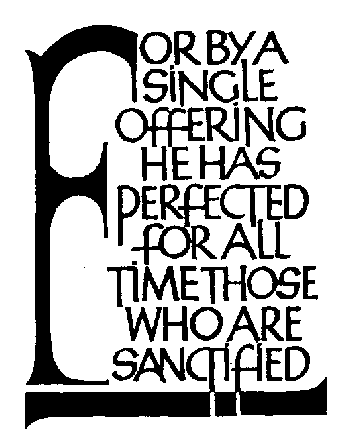 FOR BY A
SINGLE
OFFERING
HE HAS
PERFECTED
FOR ALL
TIME THOSE
WHO ARE
SANCTIFIED